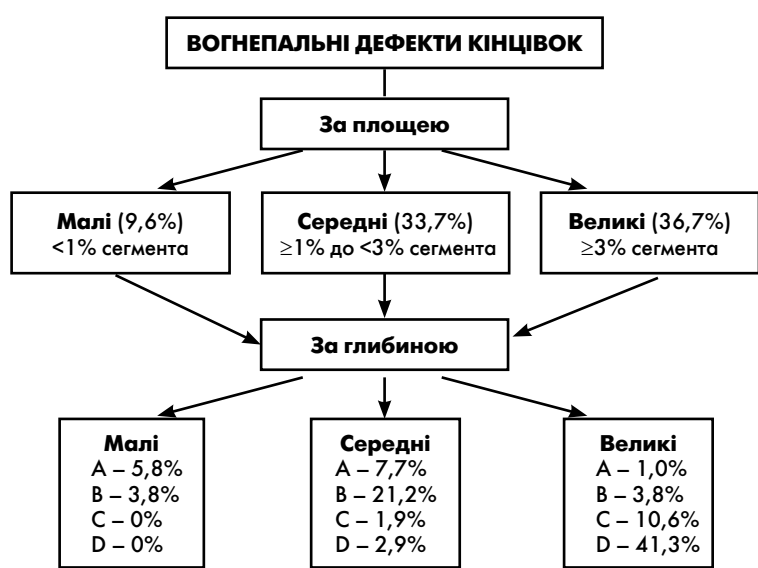 ВОГНЕПАЛЬНІ ДЕФЕКТИ КІНЦІВОК
За площею
Малі (9,6%)
<1% сегмента
Середні (33,7%)
≥1% до <3% сегмента
Великі (36,7%)
≥3% сегмента
За глибиною
Малі
A – 5,8%
B – 3,8%
C – 0%
D – 0%
Середні
A – 7,7%
B – 21,2%
C – 1,9%
D – 2,9%
Великі
A – 1,0%
B – 3,8%
C – 10,6%
D – 41,3%